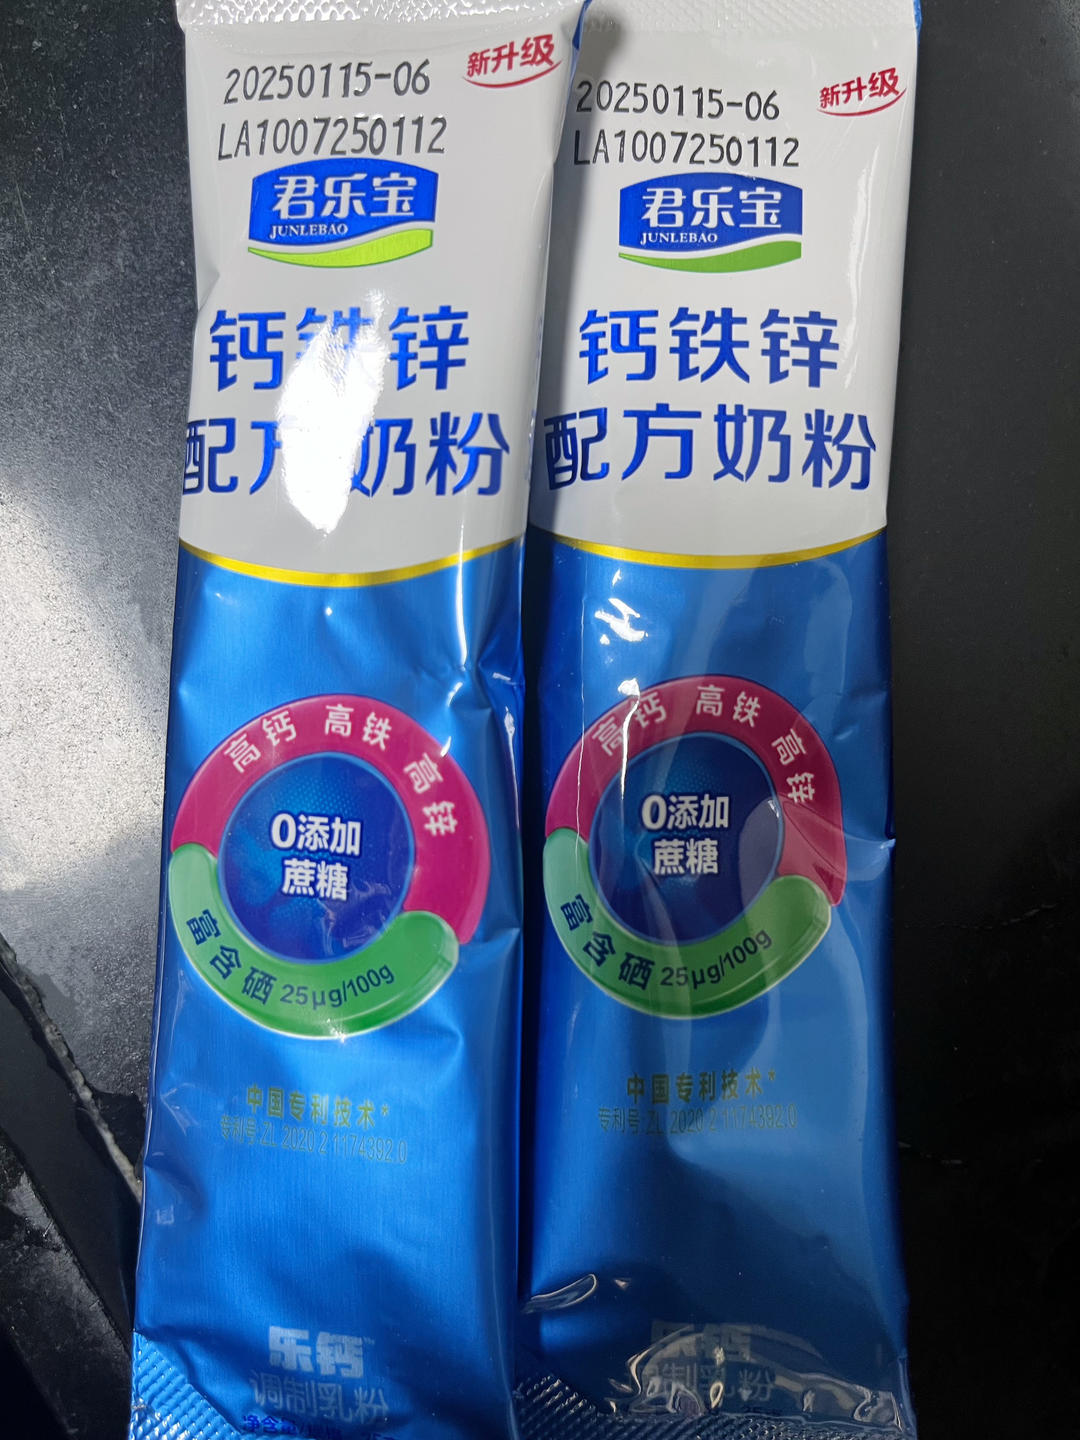 20250115-06
LA1007250112
新升级
君乐宝
JUNLEBAO
钙铁锌
配方奶粉
高钙 高铁 高锌
0添加
蔗糖
富含硒 25μg/100g
中国专利技术*
专利号:ZL 2020 2 1174392.0
乐钙
调制乳粉
净含量
20250115-06
LA1007250112
新升级
君乐宝
JUNLEBAO
钙铁锌
配方奶粉
高钙 高铁 高锌
0添加
蔗糖
富含硒 25μg/100g
中国专利技术*
专利号:ZL 2020 2 1174392.0
乐钙
调制乳粉